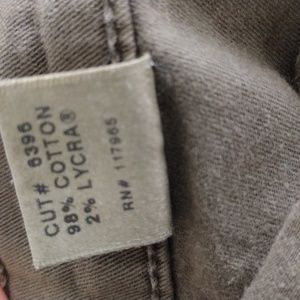 CUT# 6396
98% COTTON
2% LYCRA®
RN# 117965